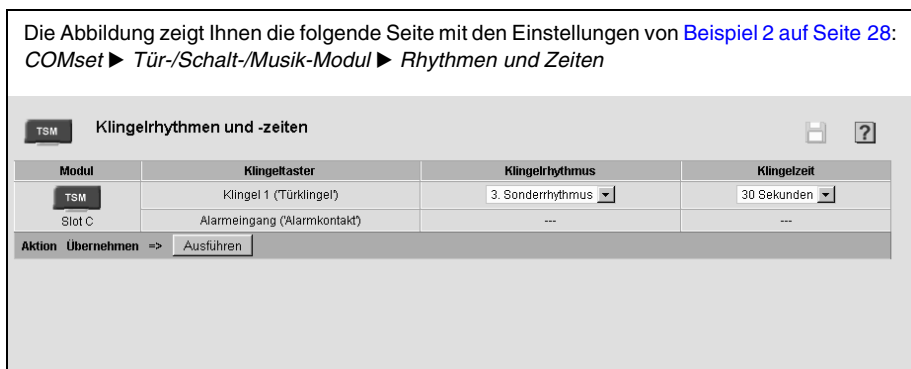 Die Abbildung zeigt Ihnen die folgende Seite mit den Einstellungen von Beispiel 2 auf Seite 28:
COMset ► Tür-/Schalt-/Musik-Modul ► Rhythmen und Zeiten
TSM Klingelrhythmen und -zeiten ?
Modul Klingeltaster Klingelrhythmus Klingelzeit
TSM Klingel 1 ('Türklingel') 3. Sonderrhythmus 30 Sekunden
Slot C Alarmeingang ('Alarmkontakt') --- ---
Aktion Übernehmen => Ausführen